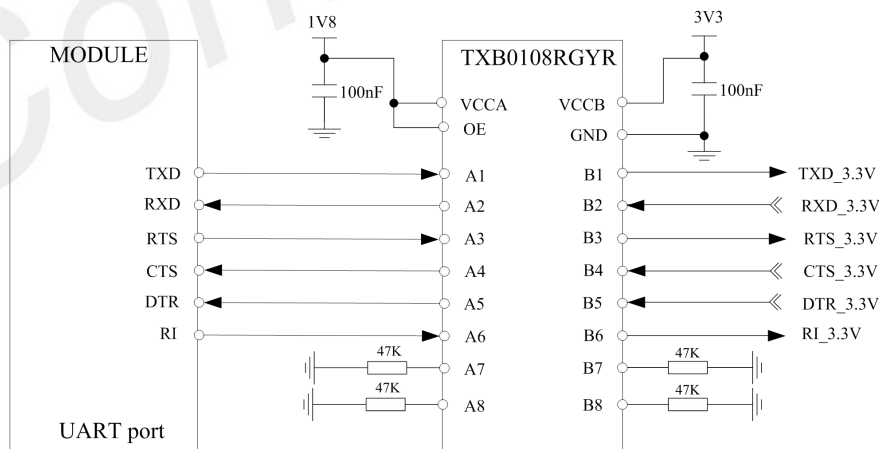 1V8
3V3
MODULE
TXB0108RGYR
100nF
100nF
VCCA
VCCB
OE
GND
TXD
A1
B1
TXD_3.3V
RXD
A2
B2
RXD_3.3V
RTS
A3
B3
RTS_3.3V
CTS
A4
B4
CTS_3.3V
DTR
A5
B5
DTR_3.3V
RI
A6
B6
RI_3.3V
47K
A7
B7
47K
47K
A8
B8
47K
UART port